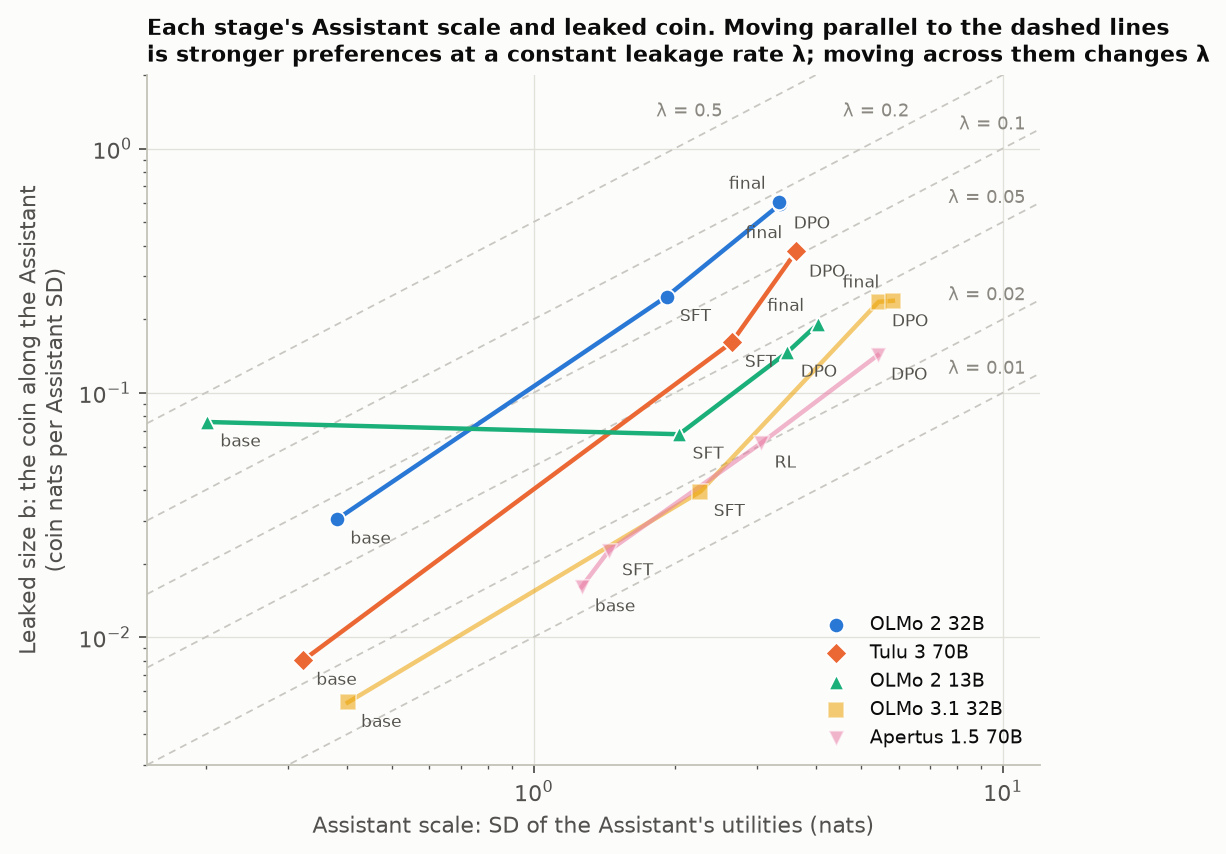 Each stage's Assistant scale and leaked coin. Moving parallel to the dashed lines
is stronger preferences at a constant leakage rate λ; moving across them changes λ
λ = 0.5
λ = 0.2
λ = 0.1
λ = 0.05
λ = 0.02
λ = 0.01
10⁰
10⁻¹
10⁻²
Leaked size b: the coin along the Assistant
(coin nats per Assistant SD)
final
DPO
SFT
base
final
DPO
SFT
base
final
DPO
SFT
base
final
DPO
SFT
base
DPO
RL
SFT
base
OLMo 2 32B
Tulu 3 70B
OLMo 2 13B
OLMo 3.1 32B
Apertus 1.5 70B
10⁰
10¹
Assistant scale: SD of the Assistant's utilities (nats)